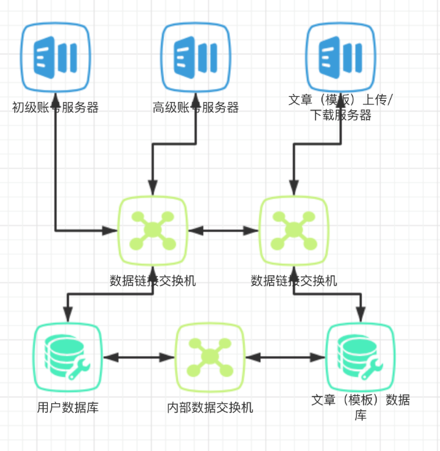 初级账号服务器
高级账号服务器
文章（模板）上传/
下载服务器
数据链接交换机
数据链接交换机
用户数据库
内部数据交换机
文章（模板）数据
库